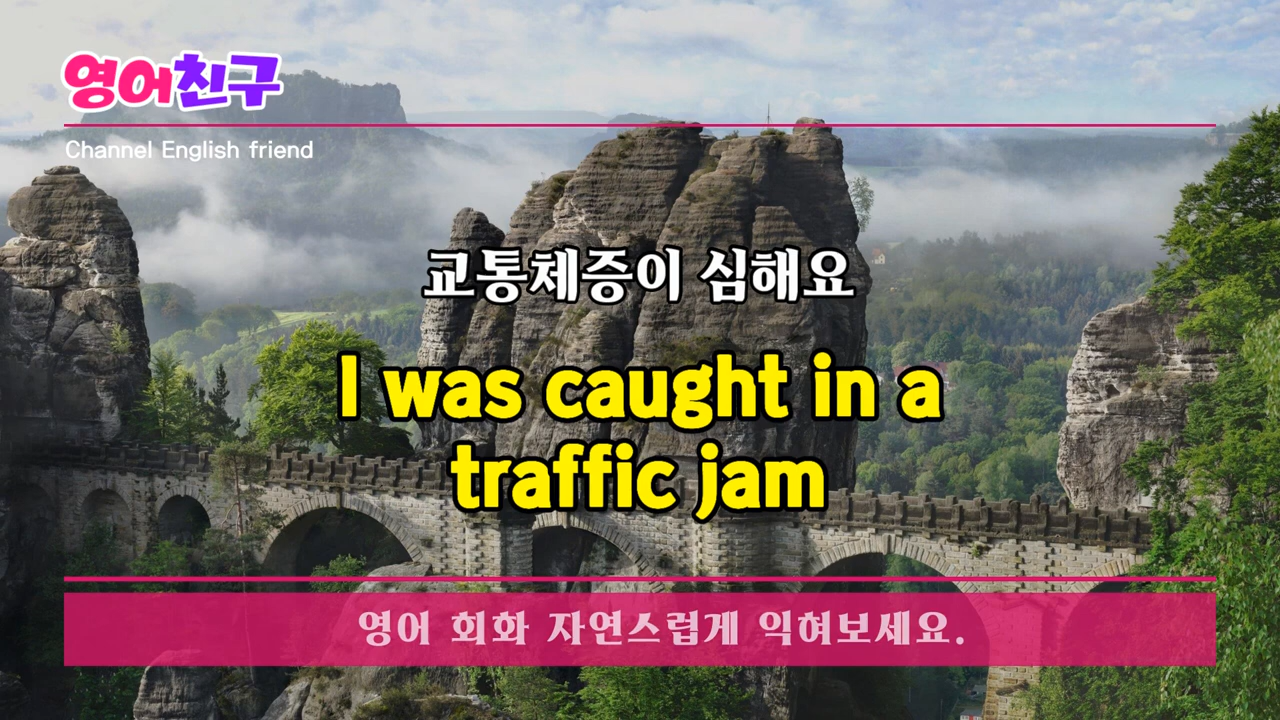 영어친구
Channel English friend
교통체증이 심해요
I was caught in a
traffic jam
영어 회화 자연스럽게 익혀보세요.